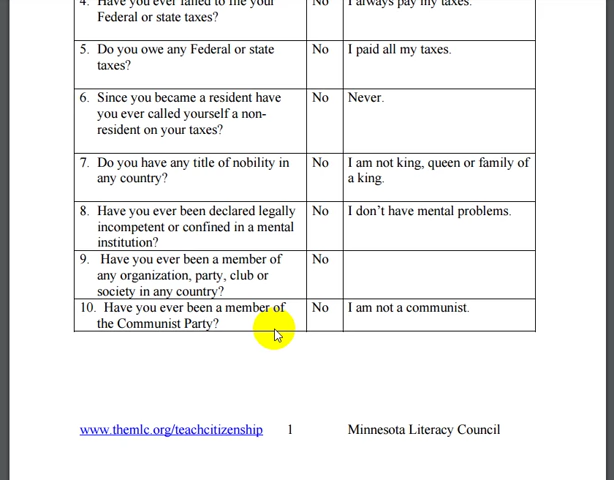 4. Have you ever failed to file your No I always pay my taxes.
Federal or state taxes?
5. Do you owe any Federal or state No I paid all my taxes.
taxes?
6. Since you became a resident have No Never.
you ever called yourself a non-
resident on your taxes?
7. Do you have any title of nobility in No I am not king, queen or family of
any country? a king.
8. Have you ever been declared legally No I don't have mental problems.
incompetent or confined in a mental
institution?
9. Have you ever been a member of No
any organization, party, club or
society in any country?
10. Have you ever been a member of No I am not a communist.
the Communist Party?
www.themlc.org/teachcitizenship 1 Minnesota Literacy Council